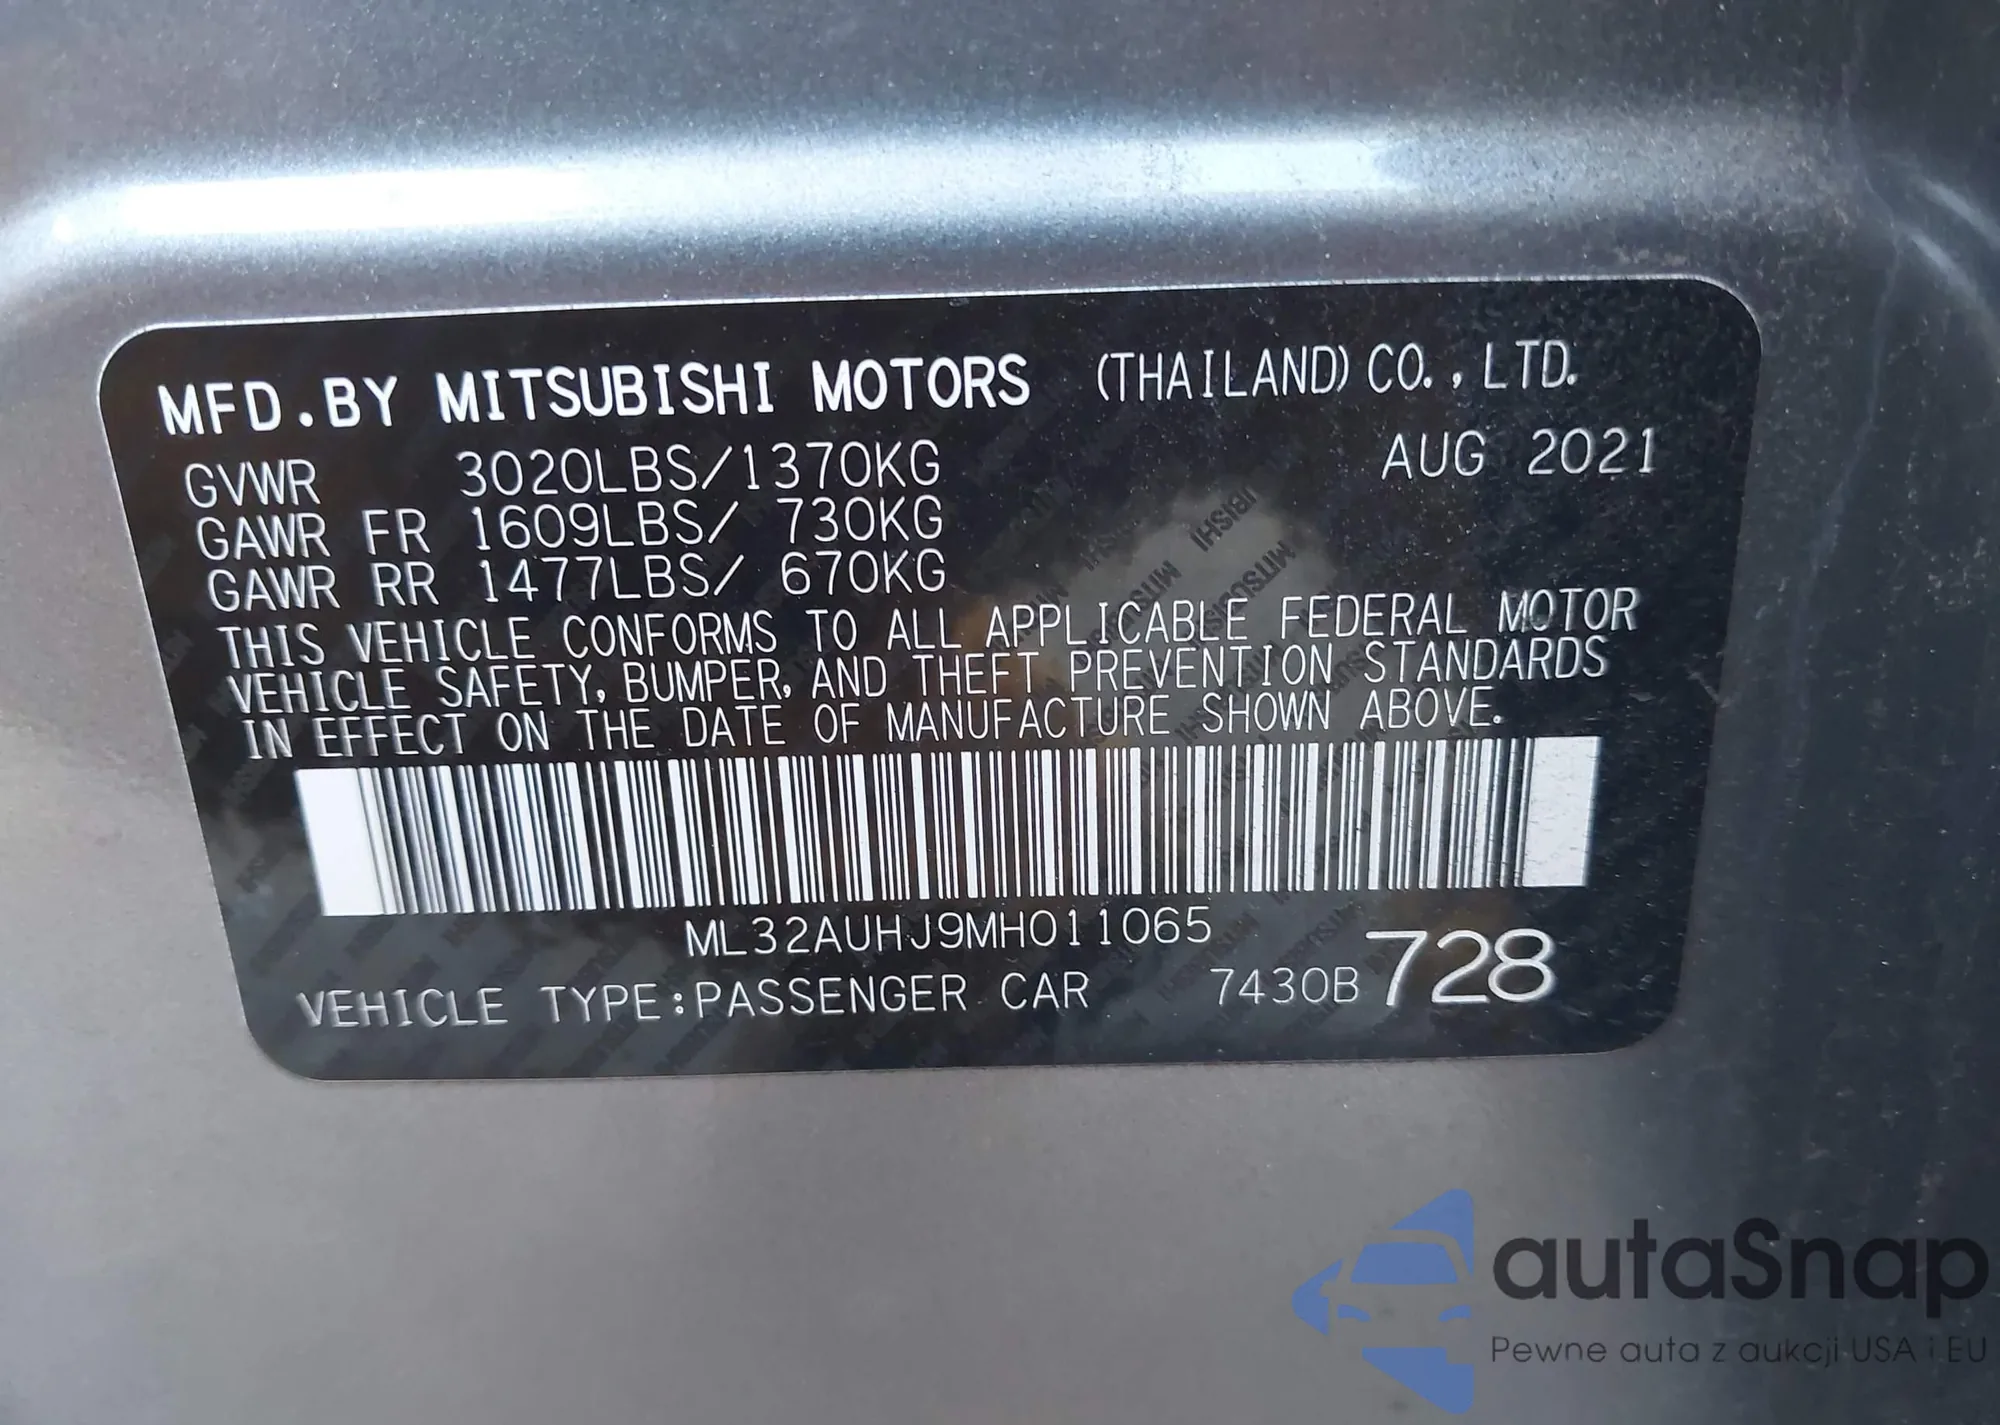 MFD.BY MITSUBISHI MOTORS (THAILAND) CO., LTD.
GVWR 3020LBS/1370KG AUG 2021
GAWR FR 1609LBS/ 730KG
GAWR RR 1477LBS/ 670KG
THIS VEHICLE CONFORMS TO ALL APPLICABLE FEDERAL MOTOR
VEHICLE SAFETY, BUMPER, AND THEFT PREVENTION STANDARDS
IN EFFECT ON THE DATE OF MANUFACTURE SHOWN ABOVE.
ML32AUHJ9MH011065
VEHICLE TYPE:PASSENGER CAR 7430B 728
autaSnap
Pewne auta z aukcji USA i EU